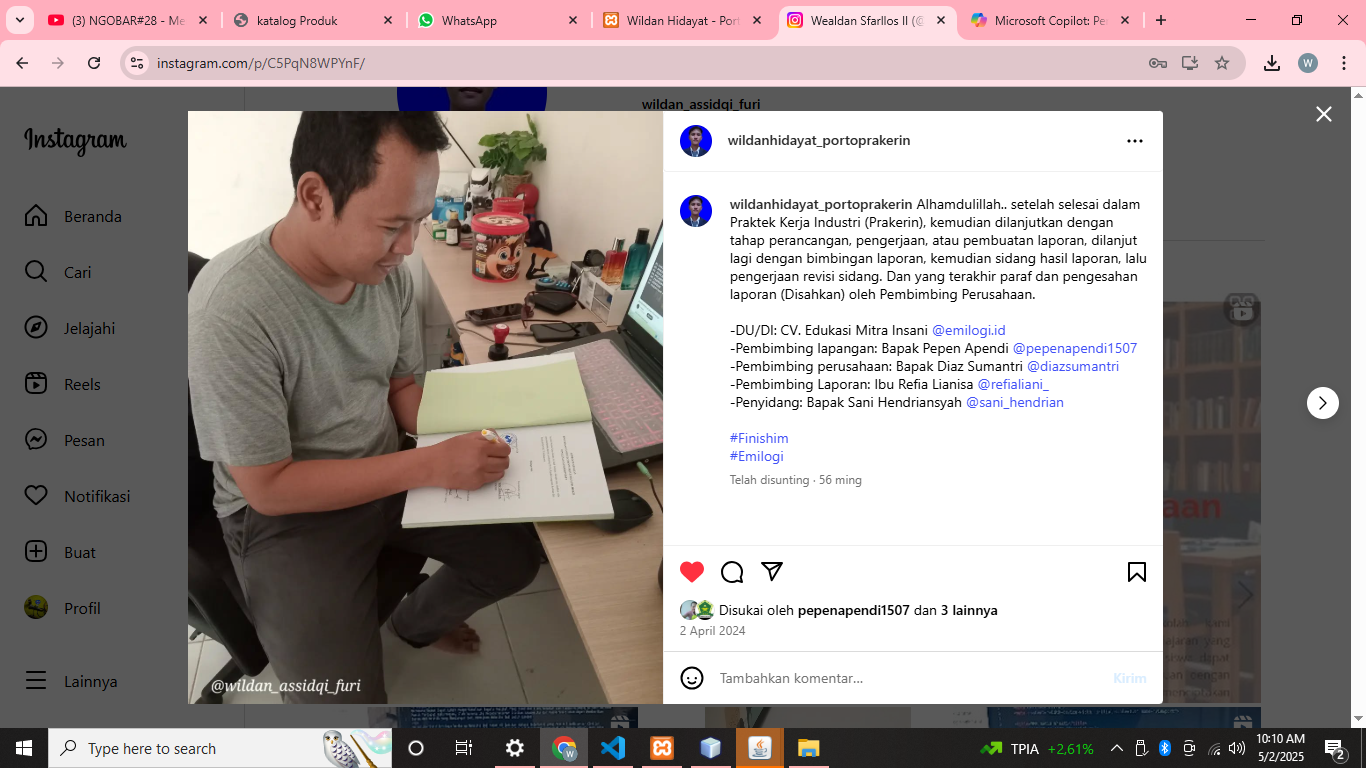 (3) NGOBAR#28 - Me
katalog Produk
WhatsApp
Wildan Hidayat - Port
Wealdan Sfarllos II (@
Microsoft Copilot: Pe
instagram.com/p/C5PqN8WPYnF/
W
Instagram
Beranda
Cari
Jelajahi
Reels
Pesan
Notifikasi
Buat
Profil
Lainnya
wildan_assidqi_furi
@wildan_assidqi_furi
wildanhidayat_portoprakerin
wildanhidayat_portoprakerin Alhamdulillah.. setelah selesai dalam
Praktek Kerja Industri (Prakerin), kemudian dilanjutkan dengan
tahap perancangan, pengerjaan, atau pembuatan laporan, dilanjut
lagi dengan bimbingan laporan, kemudian sidang hasil laporan, lalu
pengerjaan revisi sidang. Dan yang terakhir paraf dan pengesahan
laporan (Disahkan) oleh Pembimbing Perusahaan.
-DU/DI: CV. Edukasi Mitra Insani @emilogi.id
-Pembimbing lapangan: Bapak Pepen Apendi @pepenapendi1507
-Pembimbing perusahaan: Bapak Diaz Sumantri @diazsumantri
-Pembimbing Laporan: Ibu Refia Lianisa @refialiani_
-Penyidang: Bapak Sani Hendriansyah @sani_hendrian
#Finishim
#Emilogi
Telah disunting · 56 ming
Disukai oleh pepenapendi1507 dan 3 lainnya
2 April 2024
Tambahkan komentar...
Kirim
Type here to search
TPIA +2,61%
10:10 AM
5/2/2025
2